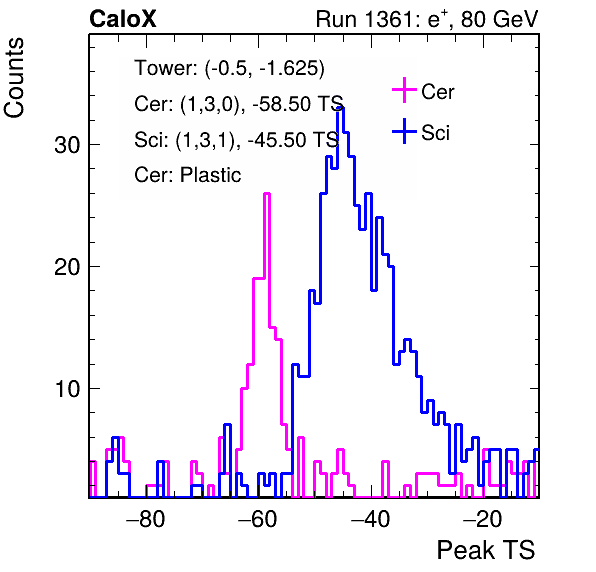 CaloX Run 1361: e⁺, 80 GeV
Counts
Tower: (-0.5, -1.625)
Cer: (1,3,0), -58.50 TS
Sci: (1,3,1), -45.50 TS
Cer: Plastic
Cer
Sci
30
20
10
−80 −60 −40 −20
Peak TS